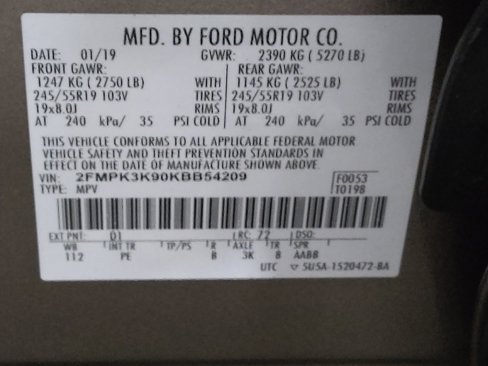 MFD. BY FORD MOTOR CO.
DATE: 01/19 GVWR: 2390 KG ( 5270 LB)
FRONT GAWR: REAR GAWR:
1247 KG ( 2750 LB) WITH 1145 KG ( 2525 LB) WITH
245/55R19 103V TIRES 245/55R19 103V TIRES
19x8.0J RIMS 19x8.0J RIMS
AT 240 kPa/ 35 PSI COLD AT 240 kPa/ 35 PSI COLD
THIS VEHICLE CONFORMS TO ALL APPLICABLE FEDERAL MOTOR
VEHICLE SAFETY AND THEFT PREVENTION STANDARDS IN
EFFECT ON THE DATE OF MANUFACTURE SHOWN ABOVE.
VIN: 2FMPK3K90KBB54209 F0053
TYPE: MPV T0198
EXT PNT: D1 RC: 72 DSO:
WB INT TR TP/PS R AXLE TR SPR
112 PE B 3K 8 AABB
UTC ▽ 5U5A-1520472-BA